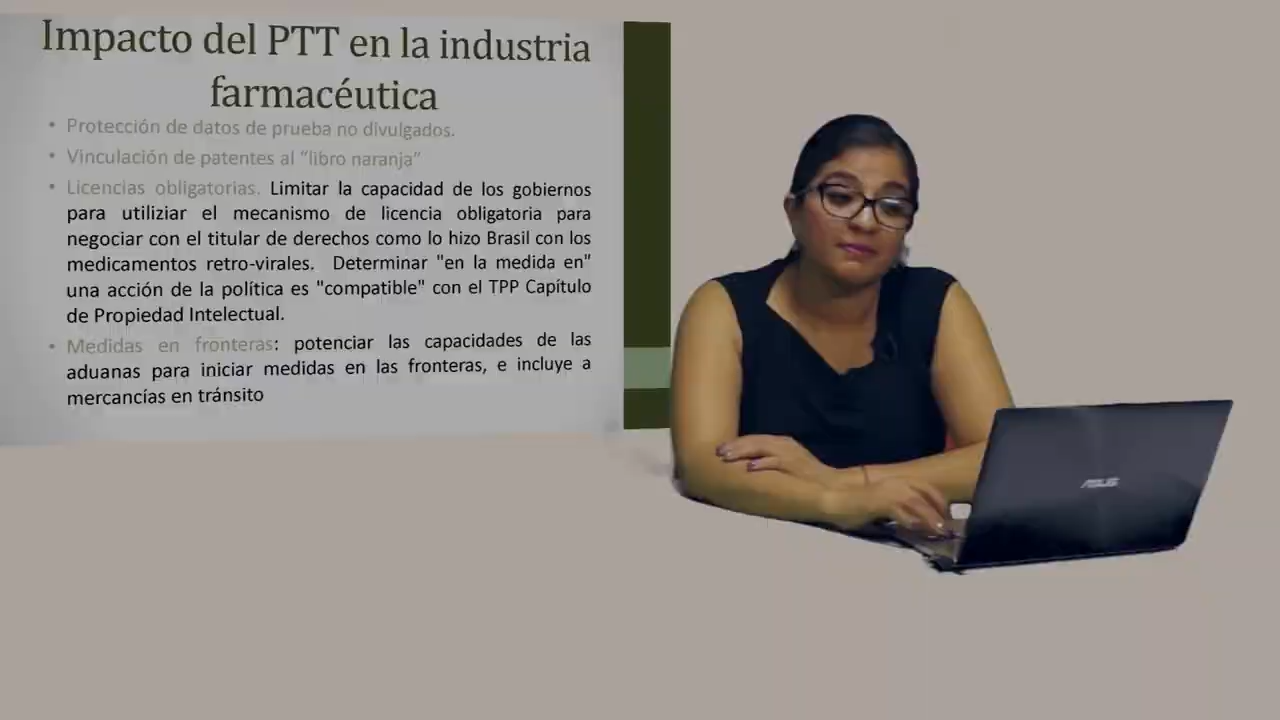 Impacto del PTT en la industria
farmacéutica
• Protección de datos de prueba no divulgados.
• Vinculación de patentes al “libro naranja”
• Licencias obligatorias. Limitar la capacidad de los gobiernos
para utiliziar el mecanismo de licencia obligatoria para
negociar con el titular de derechos como lo hizo Brasil con los
medicamentos retro-virales. Determinar "en la medida en"
una acción de la política es "compatible" con el TPP Capítulo
de Propiedad Intelectual.
• Medidas en fronteras: potenciar las capacidades de las
aduanas para iniciar medidas en las fronteras, e incluye a
mercancías en tránsito
ASUS